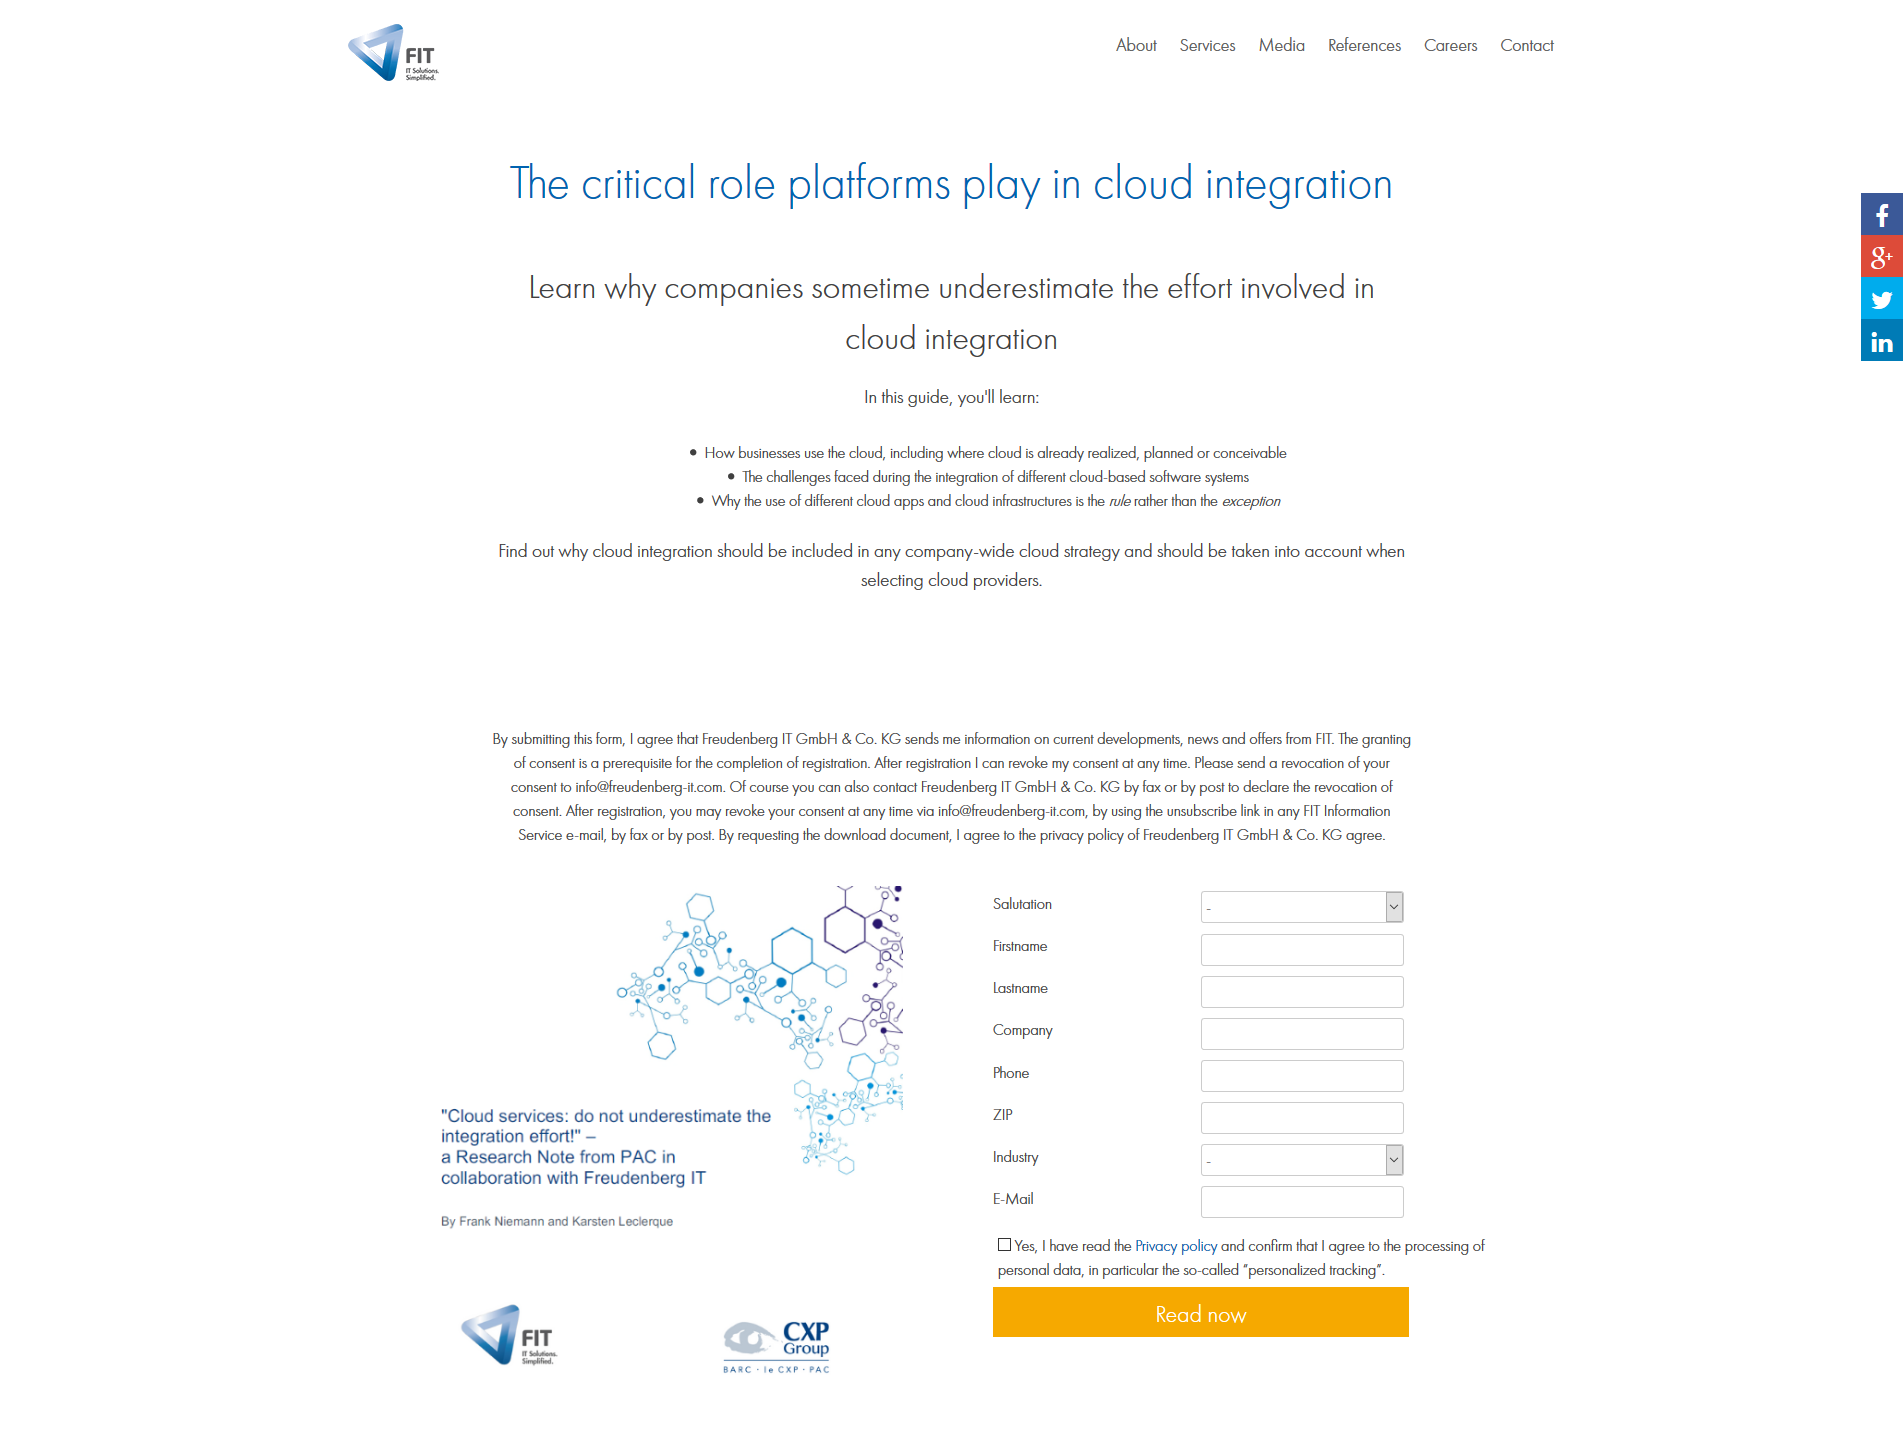 FIT
IT Solutions.
Simplified.
About Services Media References Careers Contact
The critical role platforms play in cloud integration
Learn why companies sometime underestimate the effort involved in
cloud integration
In this guide, you'll learn:
• How businesses use the cloud, including where cloud is already realized, planned or conceivable
• The challenges faced during the integration of different cloud-based software systems
• Why the use of different cloud apps and cloud infrastructures is the rule rather than the exception
Find out why cloud integration should be included in any company-wide cloud strategy and should be taken into account when
selecting cloud providers.
By submitting this form, I agree that Freudenberg IT GmbH & Co. KG sends me information on current developments, news and offers from FIT. The granting
of consent is a prerequisite for the completion of registration. After registration I can revoke my consent at any time. Please send a revocation of your
consent to info@freudenberg-it.com. Of course you can also contact Freudenberg IT GmbH & Co. KG by fax or by post to declare the revocation of
consent. After registration, you may revoke your consent at any time via info@freudenberg-it.com, by using the unsubscribe link in any FIT Information
Service e-mail, by fax or by post. By requesting the download document, I agree to the privacy policy of Freudenberg IT GmbH & Co. KG agree.
"Cloud services: do not underestimate the
integration effort!" –
a Research Note from PAC in
collaboration with Freudenberg IT
By Frank Niemann and Karsten Leclerque
FIT
IT Solutions.
Simplified.
CXP
Group
BARC · le CXP · PAC
Salutation -
Firstname
Lastname
Company
Phone
ZIP
Industry -
E-Mail
Yes, I have read the Privacy policy and confirm that I agree to the processing of
personal data, in particular the so-called "personalized tracking".
Read now
f
g+
in